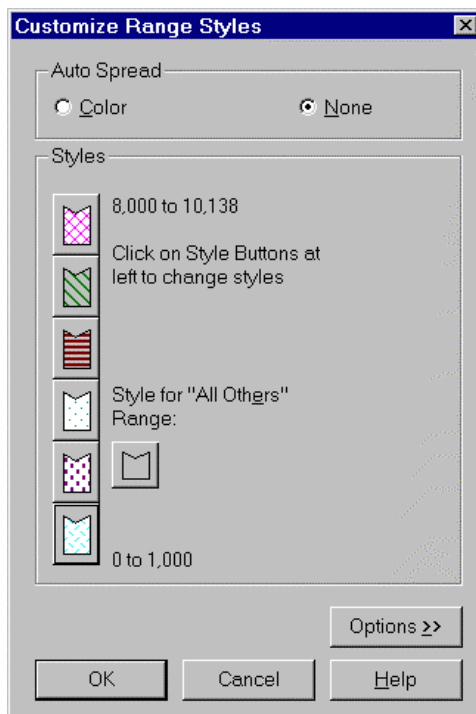 Customize Range Styles
Auto Spread
Color
None
Styles
8,000 to 10,138
Click on Style Buttons at
left to change styles
Style for "All Others"
Range:
0 to 1,000
Options >>
OK
Cancel
Help